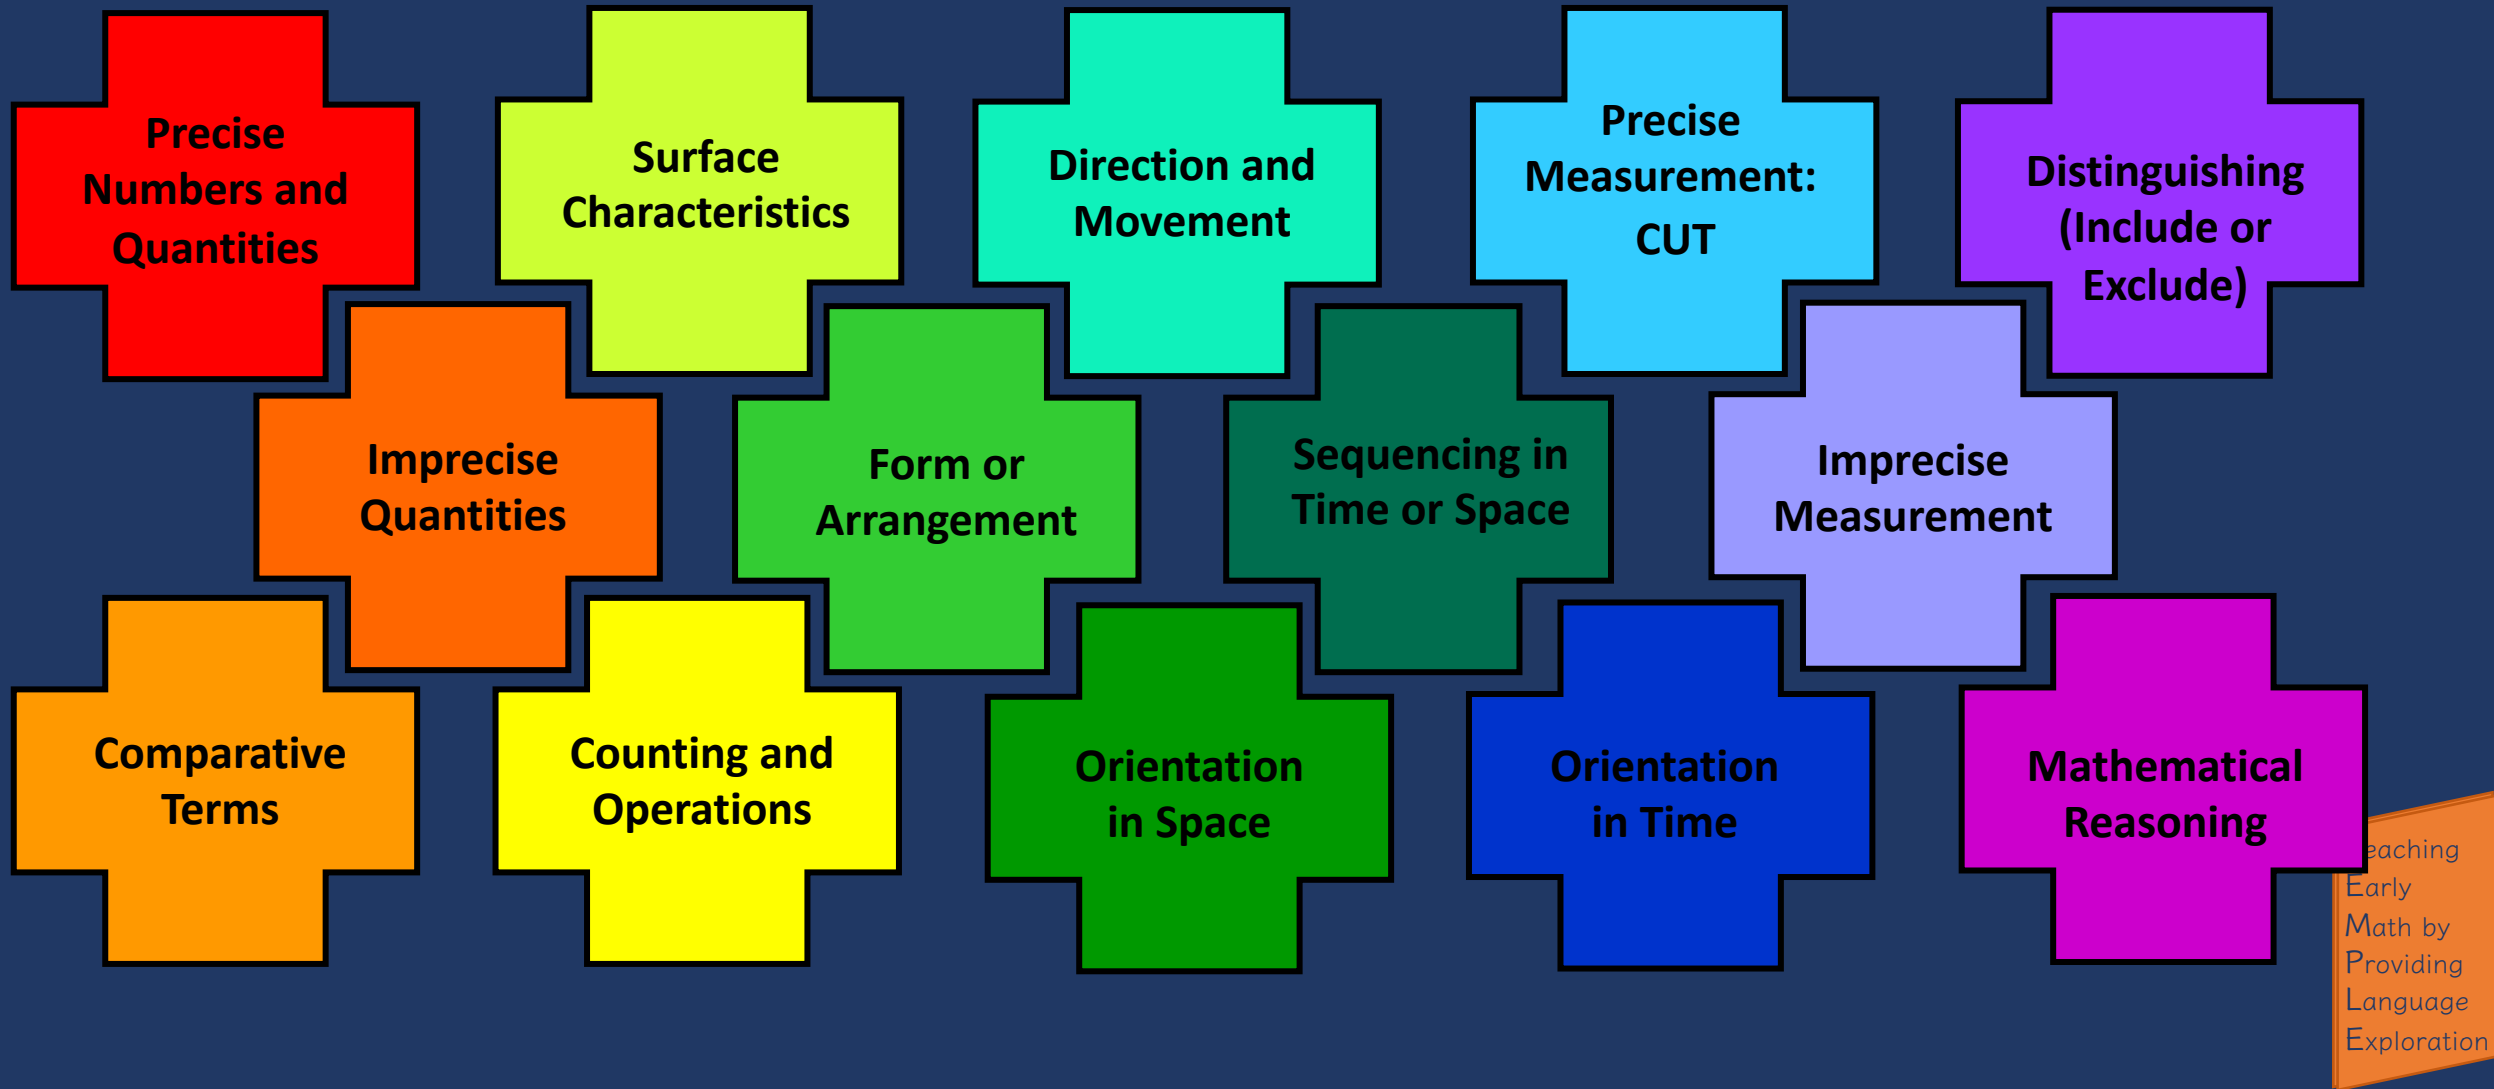 Precise
Numbers and
Quantities
Surface
Characteristics
Direction and
Movement
Precise
Measurement:
CUT
Distinguishing
(Include or
Exclude)
Imprecise
Quantities
Form or
Arrangement
Sequencing in
Time or Space
Imprecise
Measurement
Comparative
Terms
Counting and
Operations
Orientation
in Space
Orientation
in Time
Mathematical
Reasoning
eaching
Early
Math by
Providing
Language
Exploration